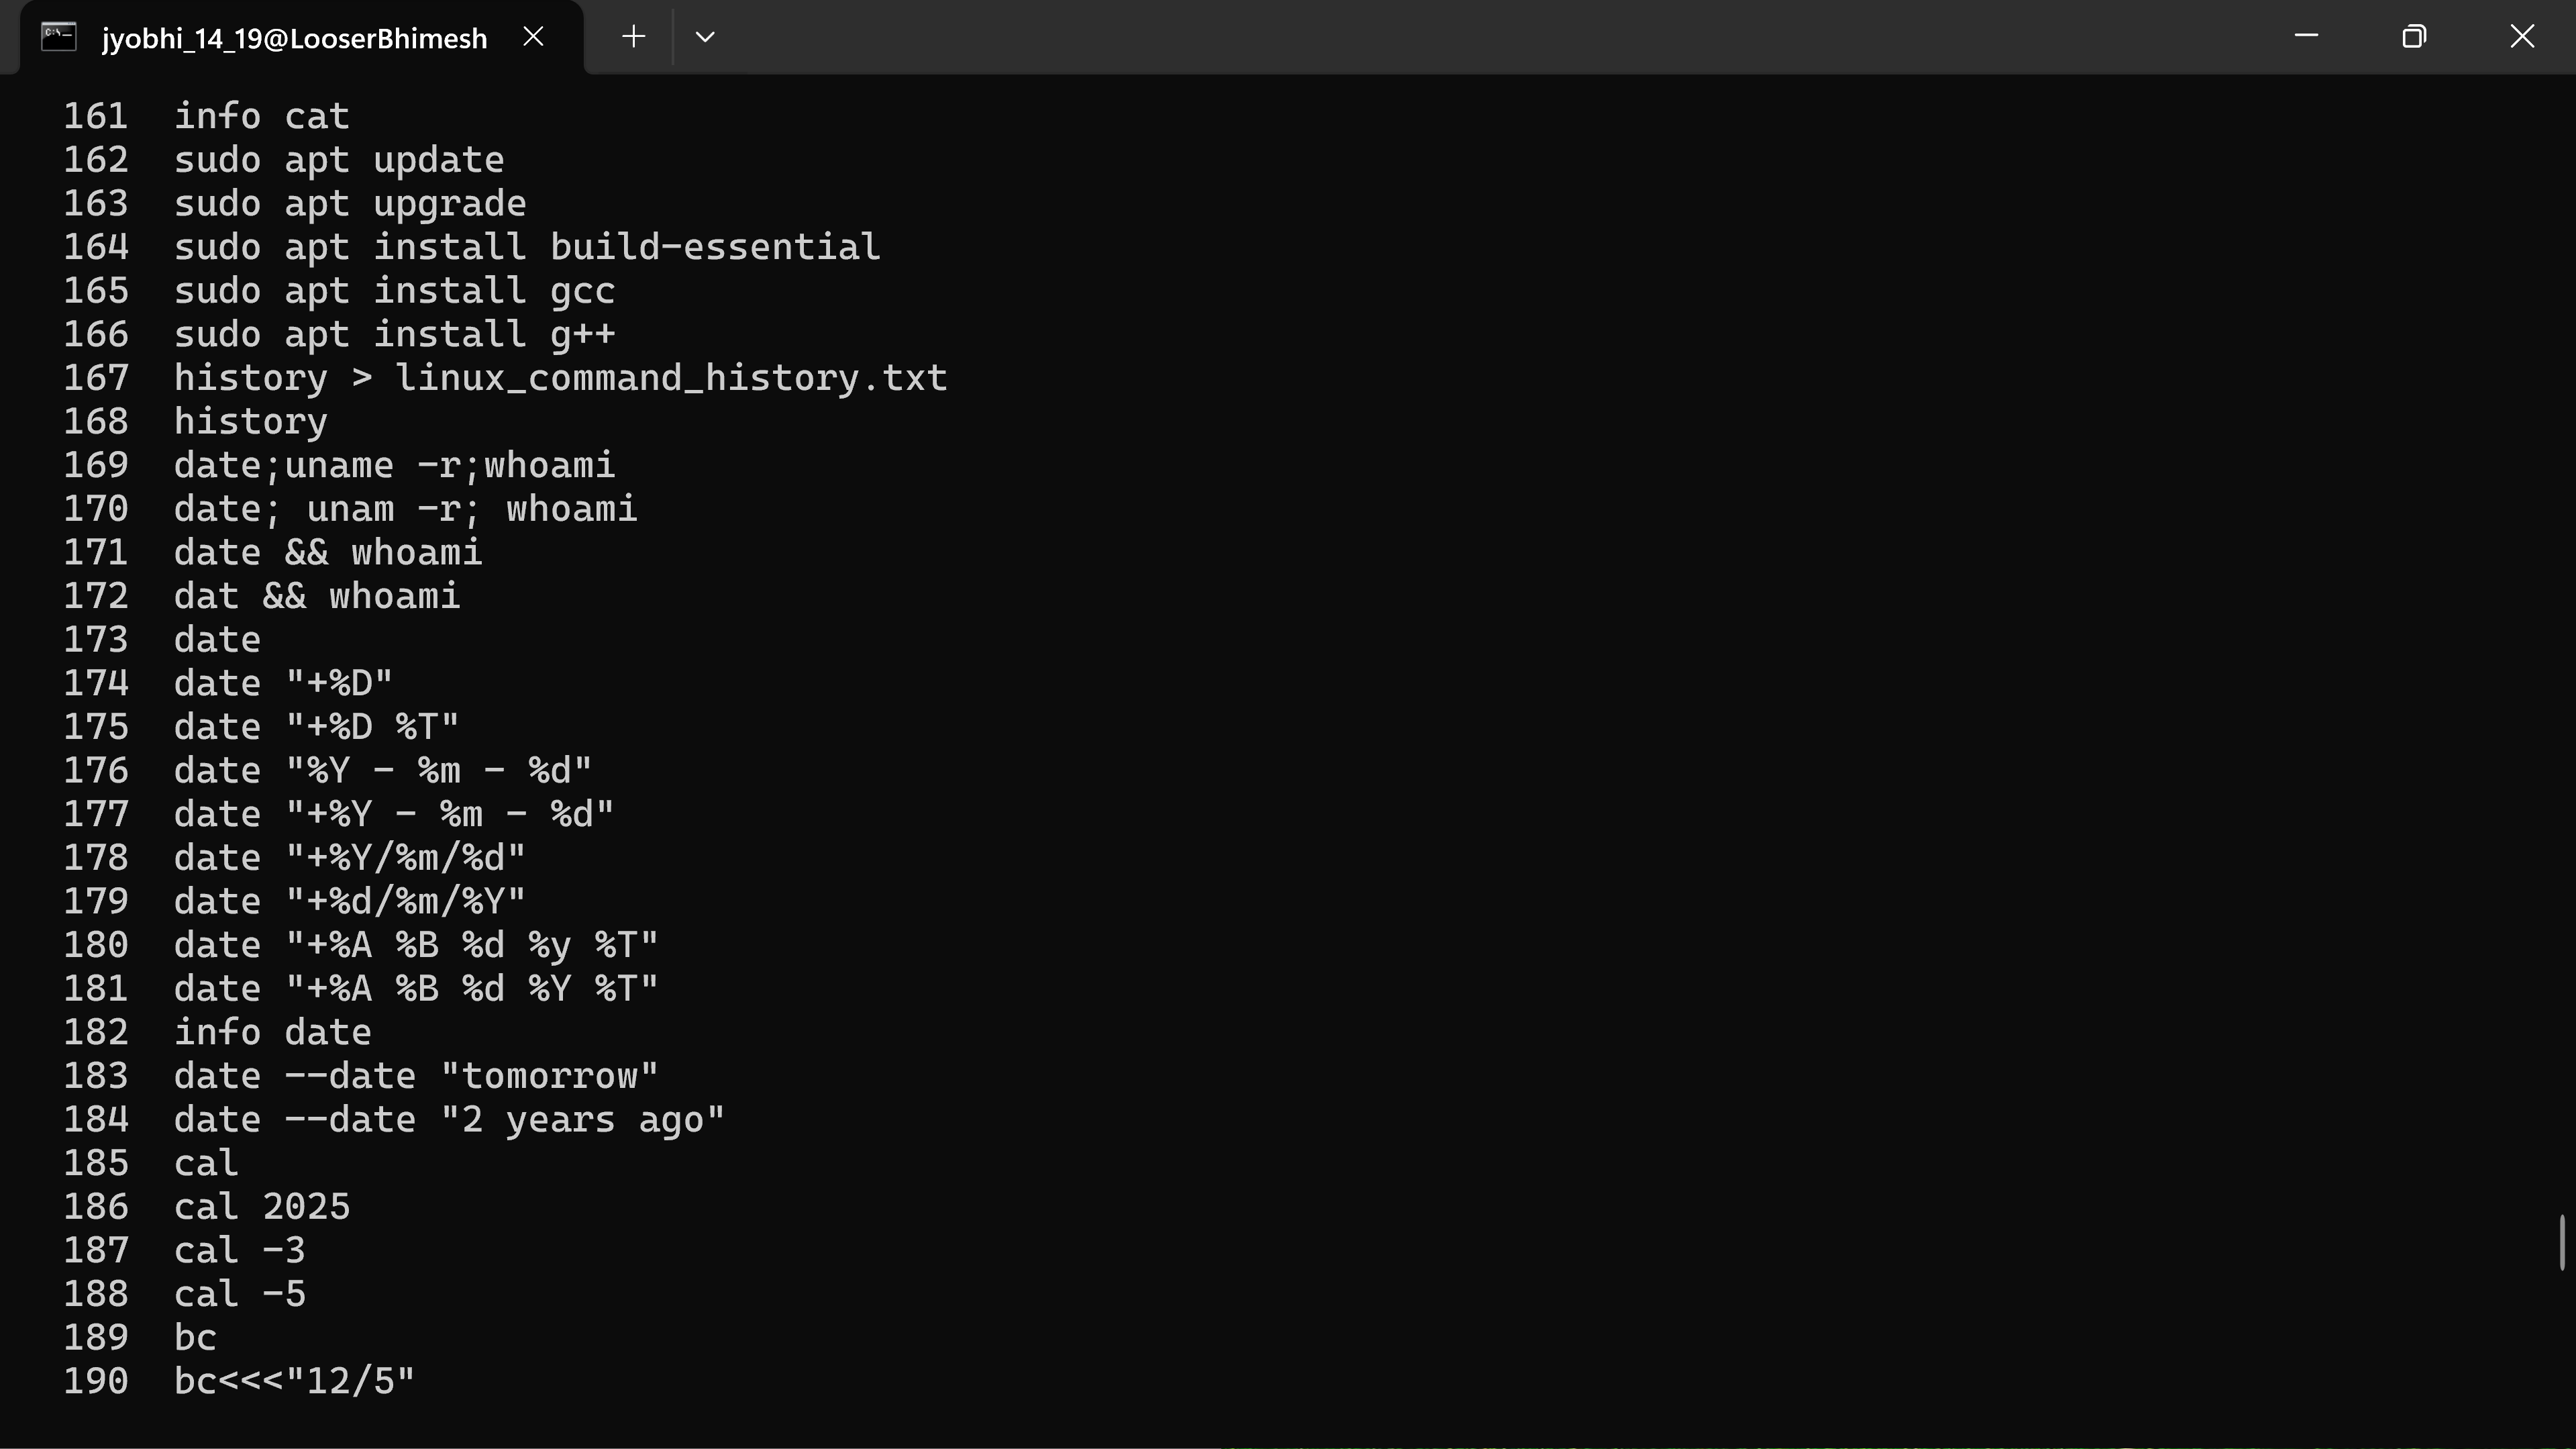 jyobhi_14_19@LooserBhimesh
161 info cat
162 sudo apt update
163 sudo apt upgrade
164 sudo apt install build-essential
165 sudo apt install gcc
166 sudo apt install g++
167 history > linux_command_history.txt
168 history
169 date;uname -r;whoami
170 date; unam -r; whoami
171 date && whoami
172 dat && whoami
173 date
174 date "+%D"
175 date "+%D %T"
176 date "%Y - %m - %d"
177 date "+%Y - %m - %d"
178 date "+%Y/%m/%d"
179 date "+%d/%m/%Y"
180 date "+%A %B %d %y %T"
181 date "+%A %B %d %Y %T"
182 info date
183 date --date "tomorrow"
184 date --date "2 years ago"
185 cal
186 cal 2025
187 cal -3
188 cal -5
189 bc
190 bc<<<"12/5"